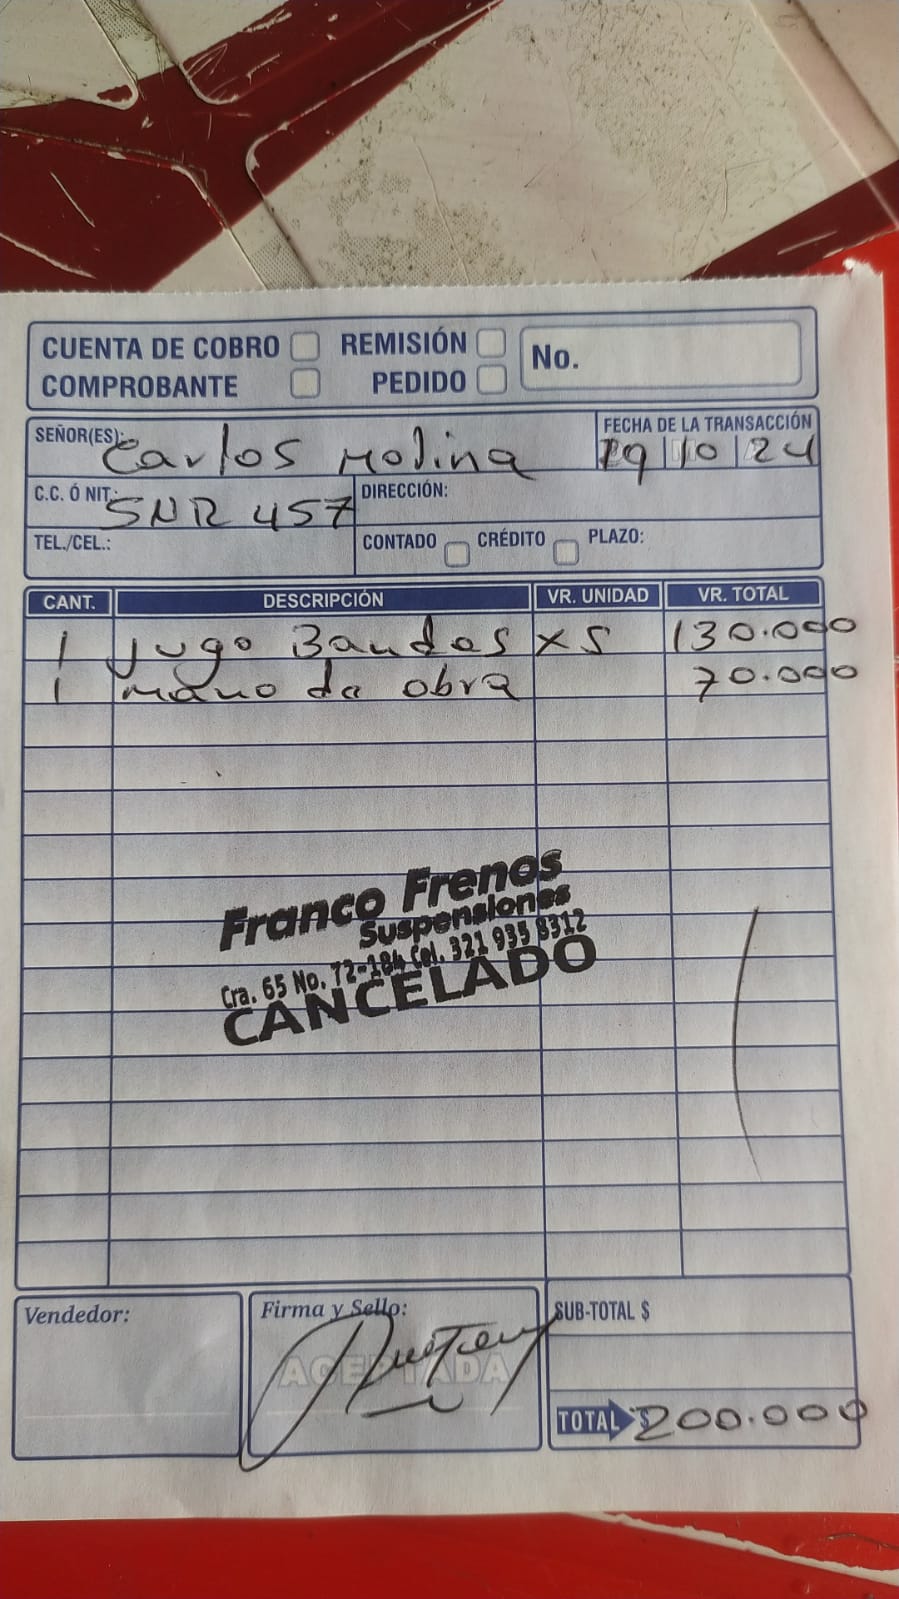 CUENTA DE COBRO REMISIÓN No.
COMPROBANTE PEDIDO
SEÑOR(ES): Carlos Molina
FECHA DE LA TRANSACCIÓN
29 10 24
C.C. Ó NIT.: SNR 457 DIRECCIÓN:
TEL./CEL.: CONTADO CRÉDITO PLAZO:
CANT. DESCRIPCIÓN VR. UNIDAD VR. TOTAL
1 Jugo Bandas XS 130.000
1 mano de obra 70.000
Franco Frenos
Suspensiones
Cra. 65 No. 72-184 Cel. 321 935 8312
CANCELADO
Vendedor: Firma y Sello: SUB-TOTAL $
ACEPTADA
TOTAL $ 200.000